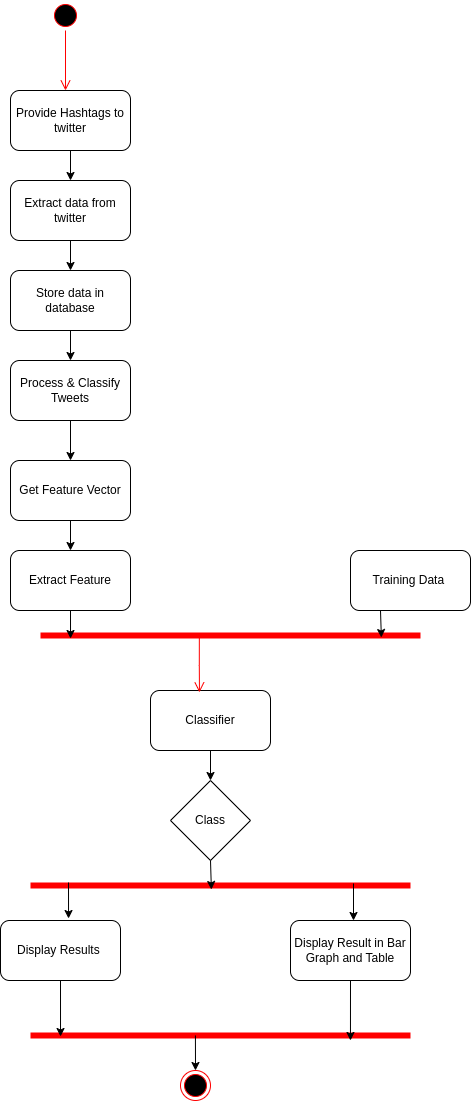 Provide Hashtags to
twitter
Extract data from
twitter
Store data in
database
Process & Classify
Tweets
Get Feature Vector
Extract Feature
Training Data
Classifier
Class
Display Results
Display Result in Bar
Graph and Table